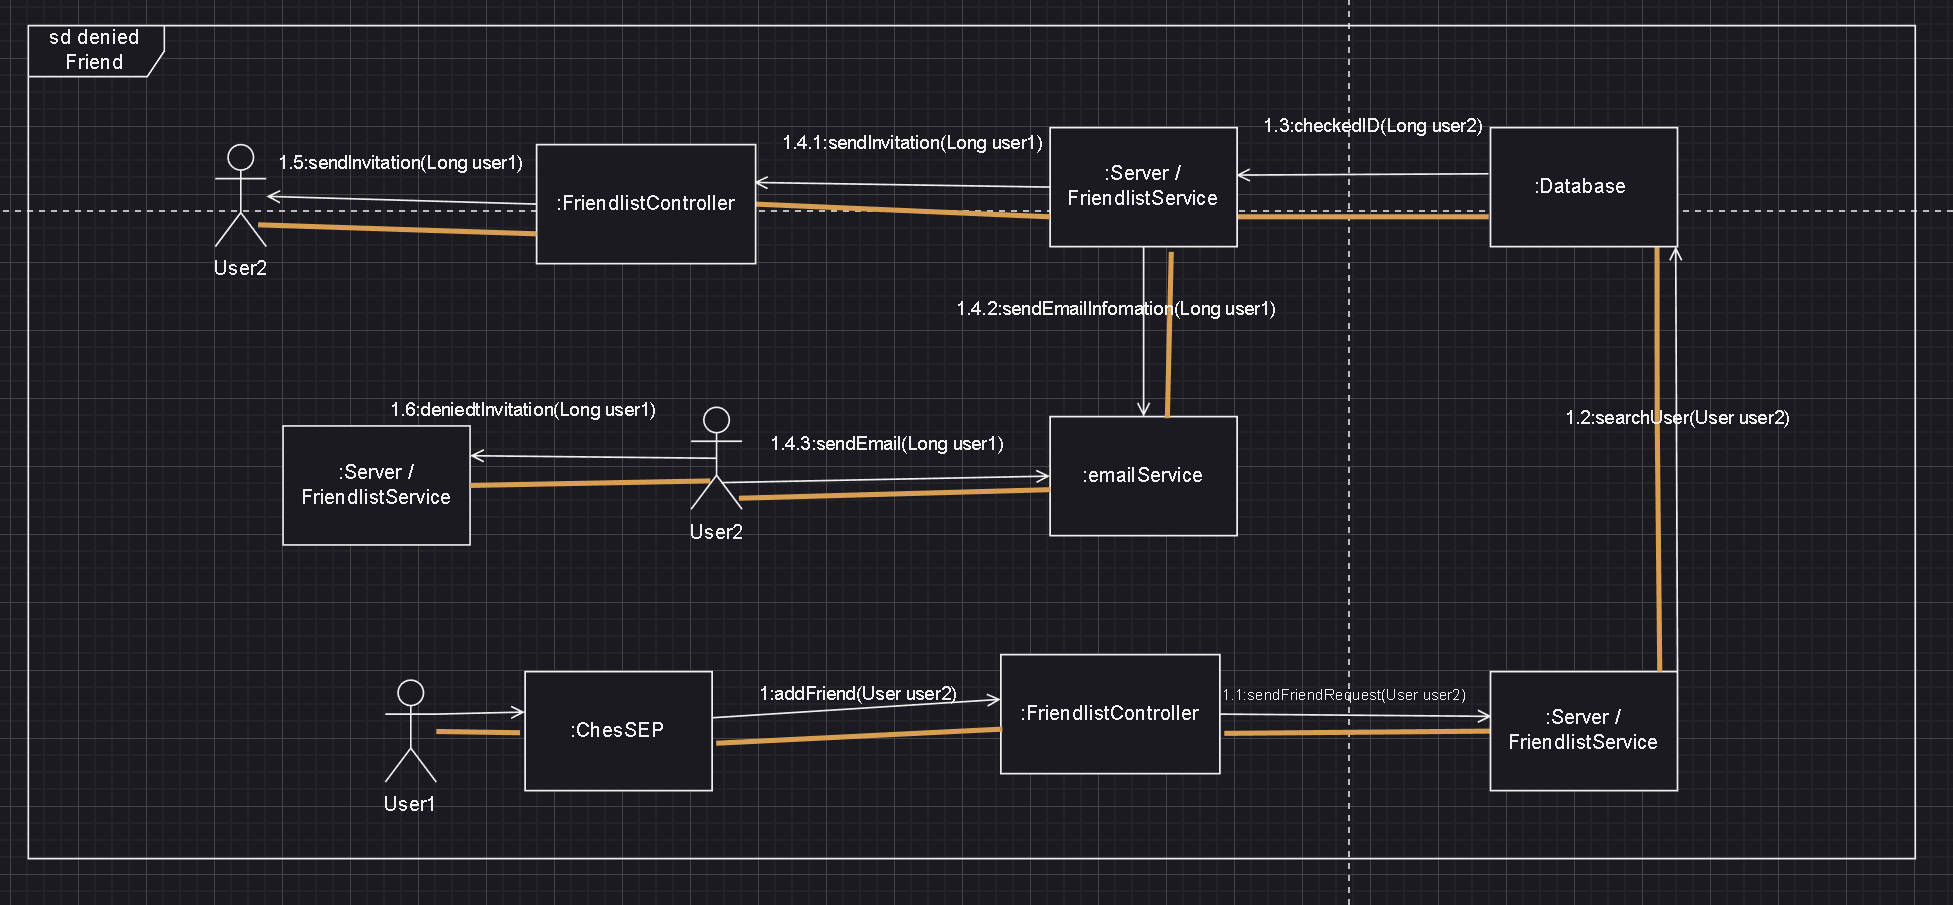 sd denied
Friend
1.3:checkedID(Long user2)
1.4.1:sendInvitation(Long user1)
1.5:sendInvitation(Long user1)
:Server /
FriendlistService
:Database
:FriendlistController
User2
1.4.2:sendEmailInfomation(Long user1)
1.6:deniedtInvitation(Long user1)
1.2:searchUser(User user2)
1.4.3:sendEmail(Long user1)
:Server /
FriendlistService
:emailService
User2
1:addFriend(User user2)
1.1:sendFriendRequest(User user2)
:ChesSEP
:FriendlistController
:Server /
FriendlistService
User1